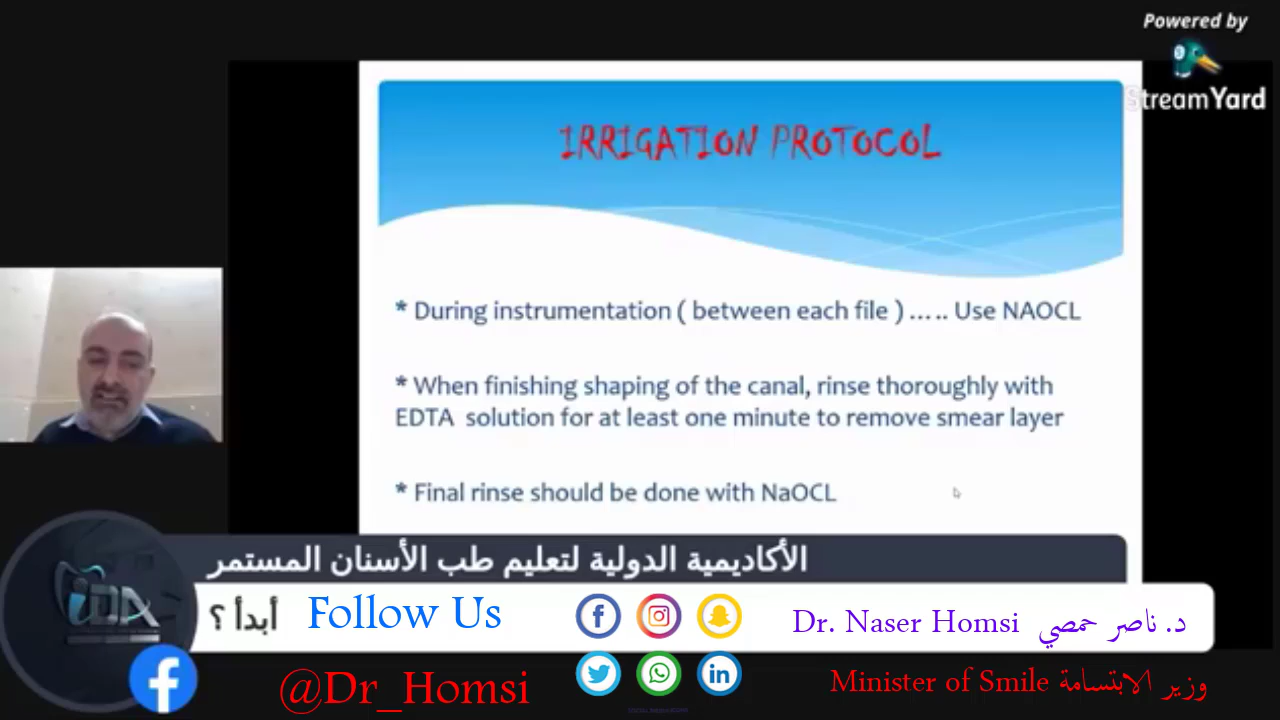 Powered by
StreamYard
IRRIGATION PROTOCOL
* During instrumentation ( between each file ) ..... Use NAOCL
* When finishing shaping of the canal, rinse thoroughly with
EDTA solution for at least one minute to remove smear layer
* Final rinse should be done with NaOCL
الأكاديمية الدولية لتعليم طب الأسنان المستمر
iDA
أبدأ ؟
Follow Us
Dr. Naser Homsi د. ناصر حمصي
@Dr_Homsi
Minister of Smile وزير الابتسامة